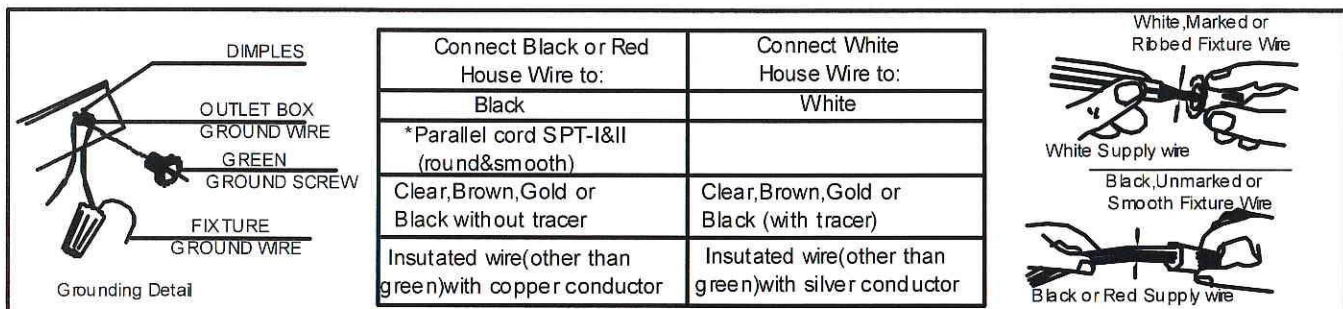 DIMPLES
OUTLET BOX
GROUND WIRE
GREEN
GROUND SCREW
FIXTURE
GROUND WIRE
Grounding Detail
Connect Black or Red
House Wire to:
Connect White
House Wire to:
Black
White
*Parallel cord SPT-I&II
(round&smooth)
Clear,Brown,Gold or
Black without tracer
Clear,Brown,Gold or
Black (with tracer)
Insutated wire(other than
green)with copper conductor
Insutated wire(other than
green)with silver conductor
White,Marked or
Ribbed Fixture Wire
White Supply wire
Black,Unmarked or
Smooth Fixture Wire
Black or Red Supply wire